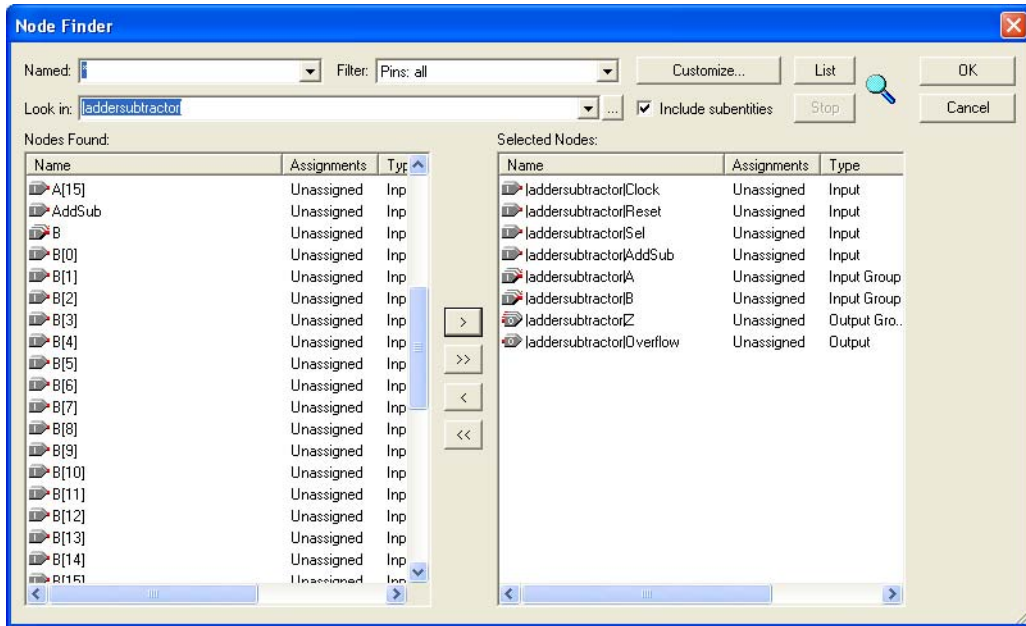 Node Finder
Named: * Filter: Pins: all Customize... List OK
Look in: |addersubtractor ... Include subentities Stop Cancel
Nodes Found:
Name Assignments Typ
A[15] Unassigned Inp
AddSub Unassigned Inp
B Unassigned Inp
B[0] Unassigned Inp
B[1] Unassigned Inp
B[2] Unassigned Inp
B[3] Unassigned Inp
B[4] Unassigned Inp
B[5] Unassigned Inp
B[6] Unassigned Inp
B[7] Unassigned Inp
B[8] Unassigned Inp
B[9] Unassigned Inp
B[10] Unassigned Inp
B[11] Unassigned Inp
B[12] Unassigned Inp
B[13] Unassigned Inp
B[14] Unassigned Inp
B[15] Unassigned Inp
>
>>
<
<<
Selected Nodes:
Name Assignments Type
|addersubtractor|Clock Unassigned Input
|addersubtractor|Reset Unassigned Input
|addersubtractor|Sel Unassigned Input
|addersubtractor|AddSub Unassigned Input
|addersubtractor|A Unassigned Input Group
|addersubtractor|B Unassigned Input Group
|addersubtractor|Z Unassigned Output Gro..
|addersubtractor|Overflow Unassigned Output